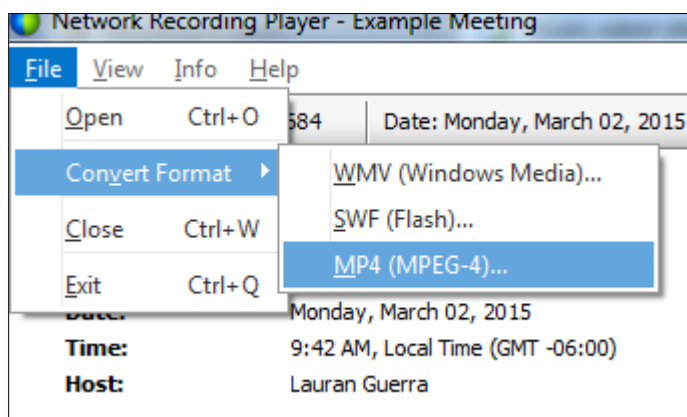 Network Recording Player - Example Meeting
File View Info Help
Open Ctrl+O
584 Date: Monday, March 02, 2015
Convert Format
WMV (Windows Media)...
SWF (Flash)...
MP4 (MPEG-4)...
Close Ctrl+W
Exit Ctrl+Q
Date: Monday, March 02, 2015
Time: 9:42 AM, Local Time (GMT -06:00)
Host: Lauran Guerra